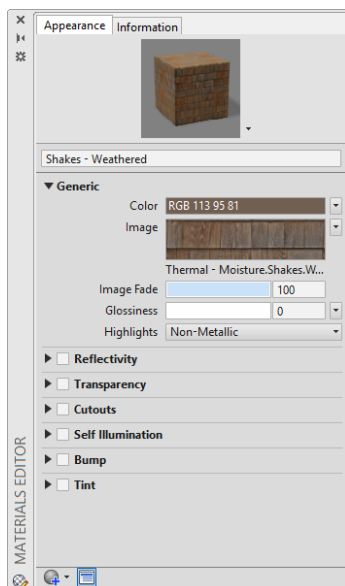 Appearance
Information
Shakes - Weathered
Generic
Color RGB 113 95 81
Image
Thermal - Moisture.Shakes.W...
Image Fade 100
Glossiness 0
Highlights Non-Metallic
Reflectivity
Transparency
Cutouts
Self Illumination
Bump
Tint
MATERIALS EDITOR